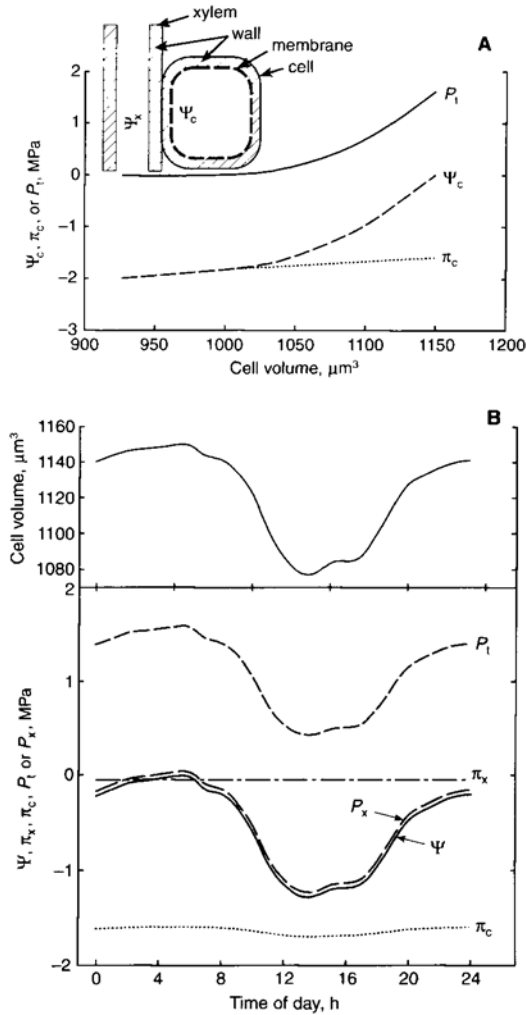 xylem
wall
membrane
cell
A
Ψx
Ψc
Pt
Ψc
πc
Ψc, πc, or Pt, MPa
2
1
0
-1
-2
-3
900 950 1000 1050 1100 1150 1200
Cell volume, μm³
B
Cell volume, μm³
1160
1140
1120
1100
1080
2
1
0
-1
-2
Ψ, πx, πc, Pt or Px, MPa
Pt
πx
Px
Ψ
πc
0 4 8 12 16 20 24
Time of day, h